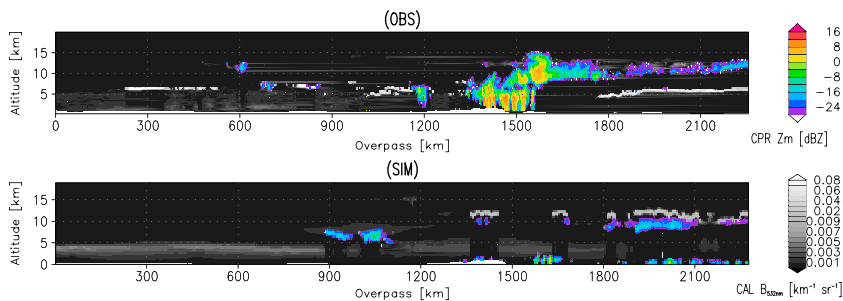 (OBS)
Altitude [km]
15
10
5
0 300 600 900 1200 1500 1800 2100
Overpass [km]
16
8
0
−8
−16
−24
CPR Zm [dBZ]
(SIM)
Altitude [km]
15
10
5
0
300 600 900 1200 1500 1800 2100
Overpass [km]
0.08
0.06
0.04
0.02
0.009
0.007
0.005
0.003
0.001
CAL B532nm [km⁻¹ sr⁻¹]